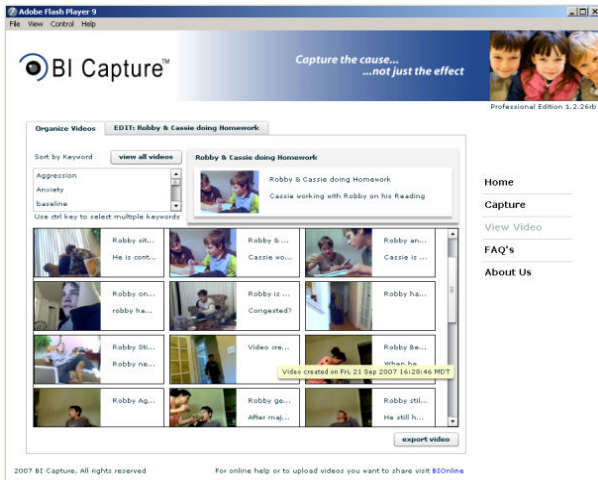 Adobe Flash Player 9
File View Control Help
BI Capture™
Capture the cause...
...not just the effect
Professional Edition 1.2.26rb
Organize Videos
EDIT: Robby & Cassie doing Homework
Sort by Keyword
view all videos
Aggression
Anxiety
baseline
Use ctrl key to select multiple keywords
Robby & Cassie doing Homework
Robby & Cassie doing Homework
Cassie working with Robby on his Reading
Home
Capture
View Video
FAQ's
About Us
Robby sit...
He is cont...
Robby & ...
Cassie wo...
Robby an...
Cassie is ...
Robby on...
robby ha...
Robby is ...
Congested?
Robby ha...
Robby Sti...
Robby ne...
Video cre...
Robby Be...
When he
Video created on Fri, 21 Sep 2007 16:28:46 MDT
Robby Ag...
Robby ge...
After maj...
Robby stil...
He still h...
export video
2007 BI Capture, All rights reserved
For online help or to upload videos you want to share visit BIOnline